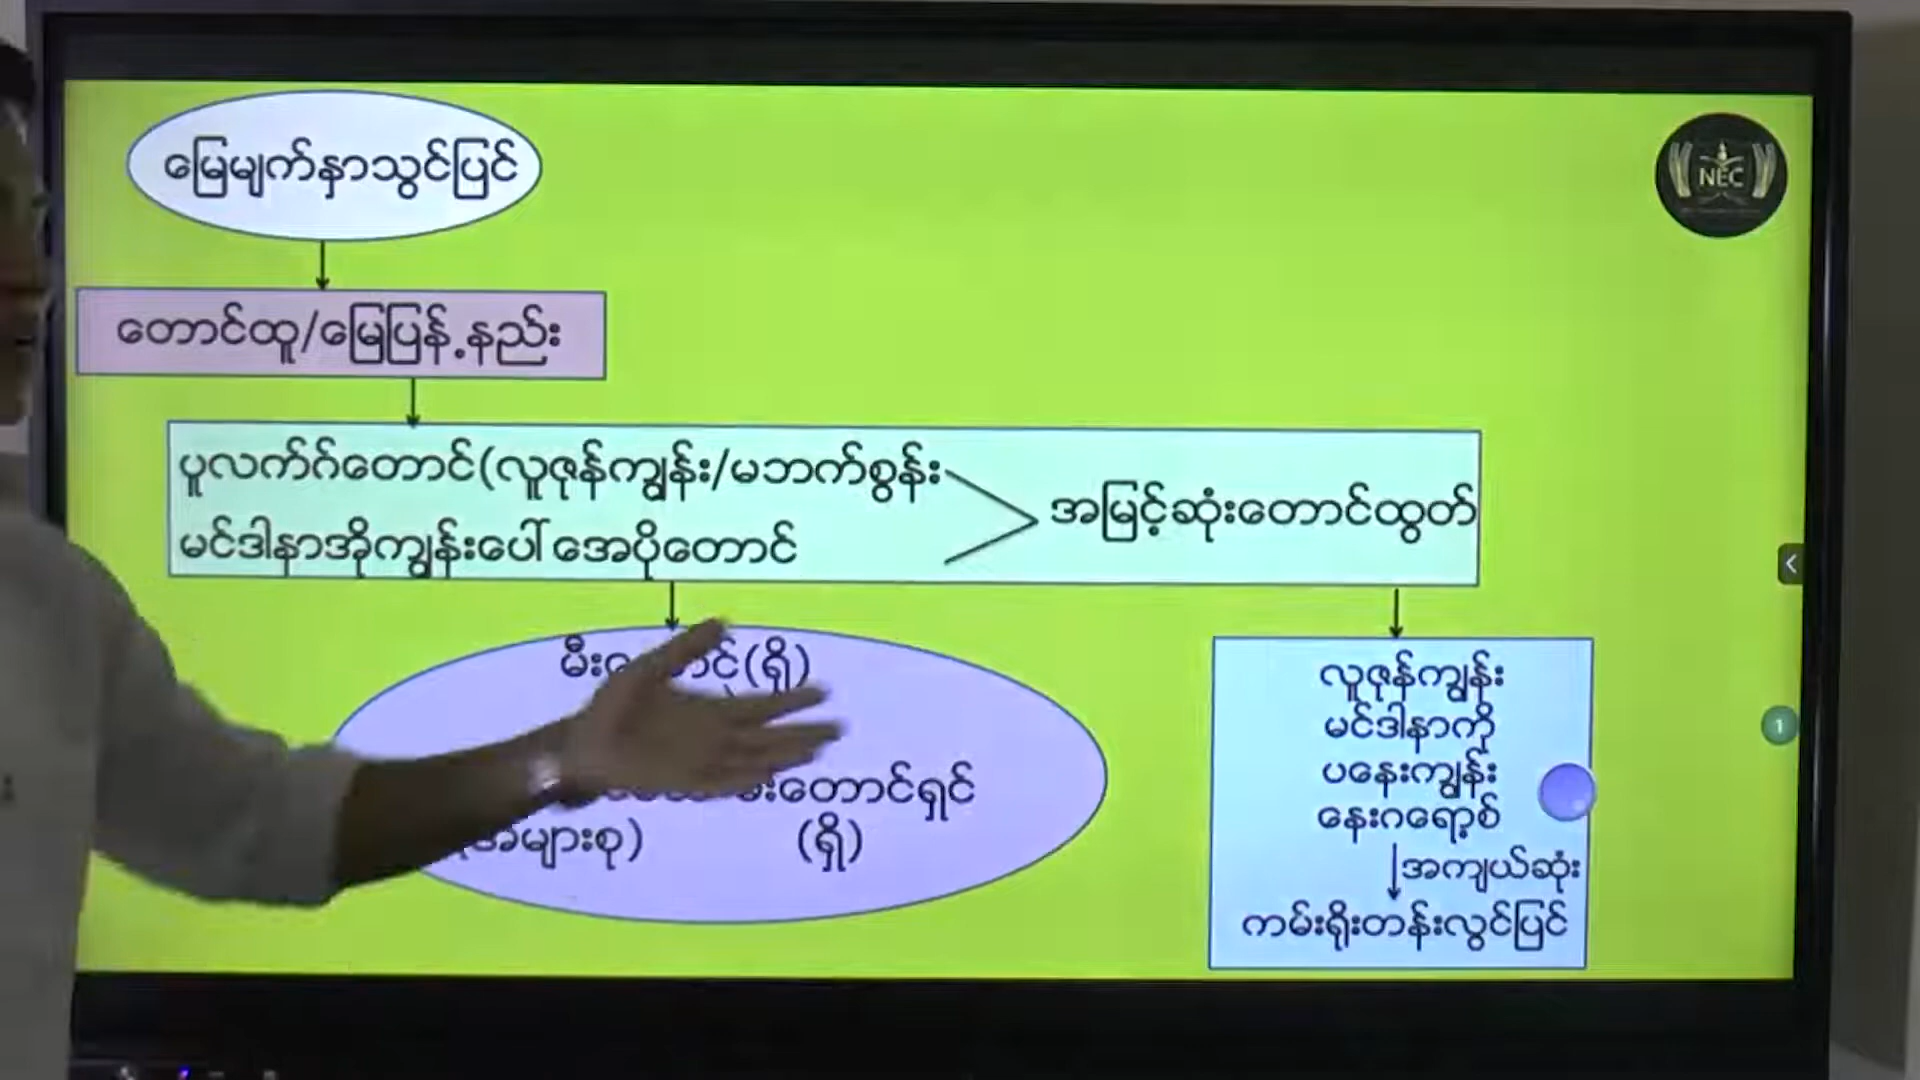 မြေမျက်နှာသွင်ပြင်
NEC
တောင်ထူ/မြေပြန့်နည်း
ပူလက်ဂ်တောင်(လူဇုန်ကျွန်း/မဘက်စွန်း
မင်ဒါနာအိုကျွန်းပေါ် အေပိုတောင်
အမြင့်ဆုံးတောင်ထွတ်
(ရှိ)
တောင်ရှင်
အများစု)
(ရှိ)
လူဇုန်ကျွန်း
မင်ဒါနာကို
ပနေးကျွန်း
နေးဂရော့စ်
အကျယ်ဆုံး
ကမ်းရိုးတန်းလွင်ပြင်
1